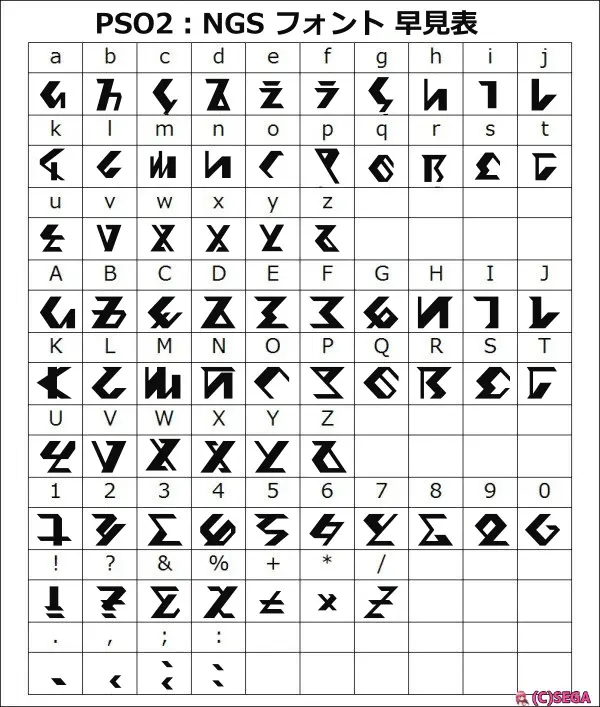 PSO2：NGS フォント 早見表
a b c d e f g h i j
k l m n o p q r s t
u v w x y z
A B C D E F G H I J
K L M N O P Q R S T
U V W X Y Z
1 2 3 4 5 6 7 8 9 0
! ? & % + * /
. , ; :
(C)SEGA